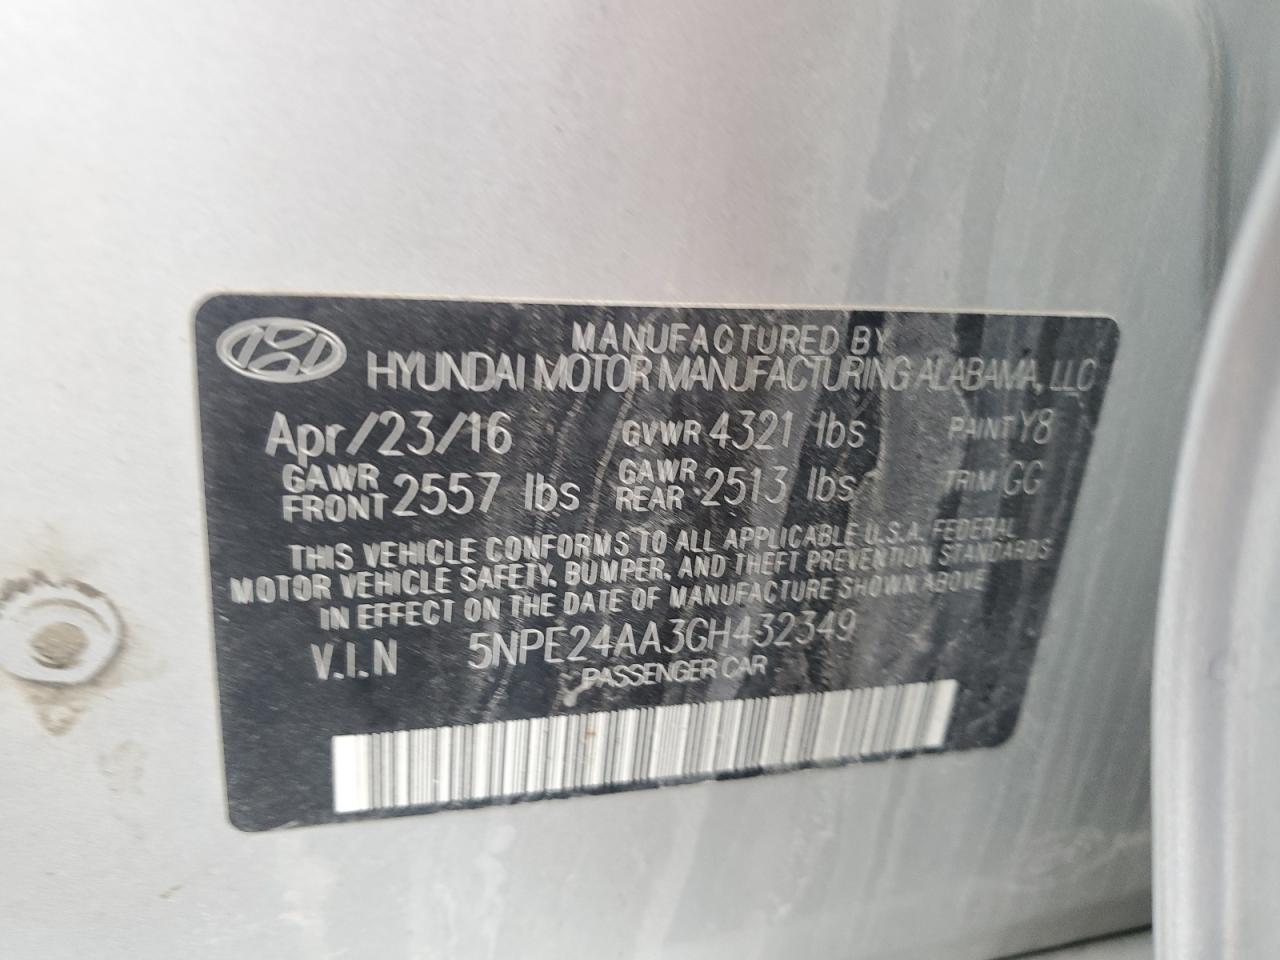 MANUFACTURED BY
HYUNDAI MOTOR MANUFACTURING ALABAMA, LLC
Apr/23/16 GVWR 4321 lbs PAINT Y8
GAWR FRONT 2557 lbs GAWR REAR 2513 lbs TRIM GG
THIS VEHICLE CONFORMS TO ALL APPLICABLE U.S.A. FEDERAL
MOTOR VEHICLE SAFETY, BUMPER, AND THEFT PREVENTION STANDARDS
IN EFFECT ON THE DATE OF MANUFACTURE SHOWN ABOVE
V.I.N 5NPE24AA3GH432349
PASSENGER CAR